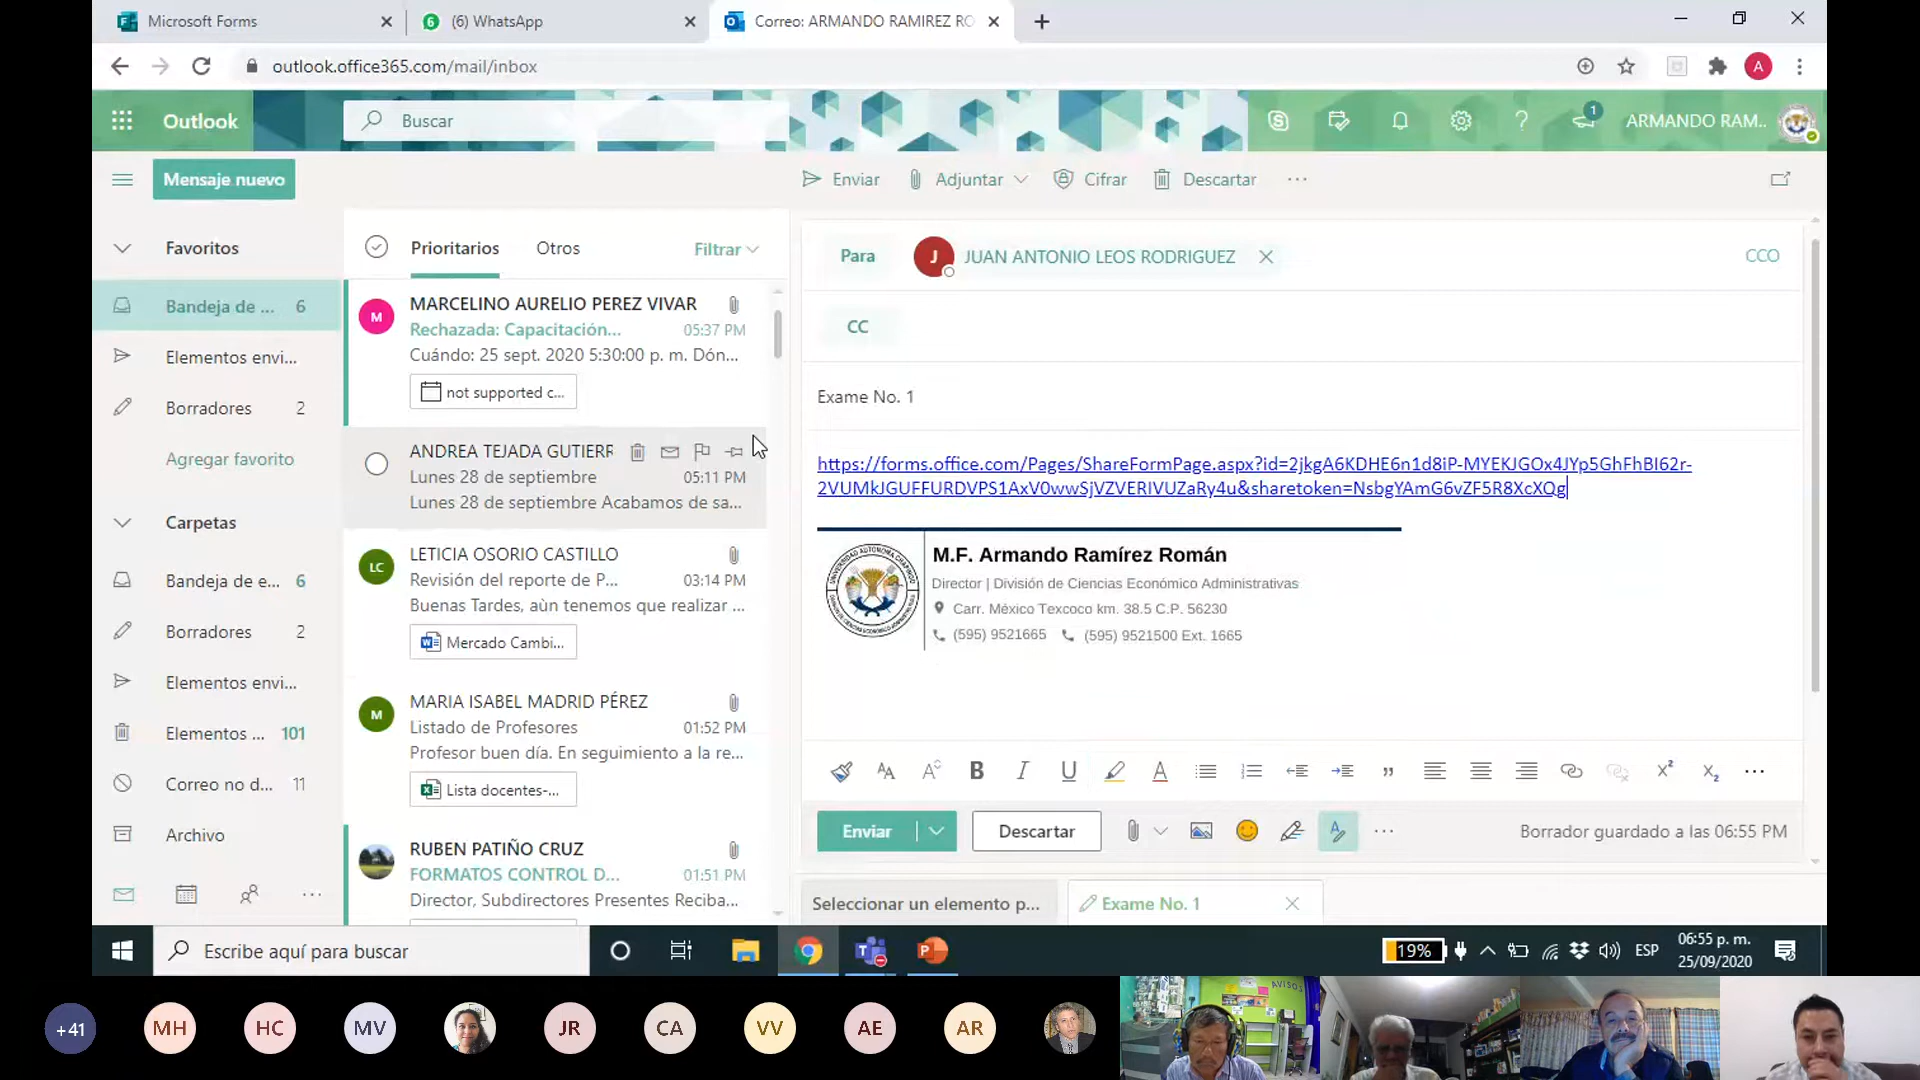 Microsoft Forms
(6) WhatsApp
Correo: ARMANDO RAMIREZ RO
outlook.office365.com/mail/inbox
A
Outlook
Buscar
1
ARMANDO RAM..
Mensaje nuevo
Enviar
Adjuntar
Cifrar
Descartar
Favoritos
Bandeja de ... 6
Elementos envi...
Borradores 2
Agregar favorito
Carpetas
Bandeja de e... 6
Borradores 2
Elementos envi...
Elementos ... 101
Correo no d... 11
Archivo
Prioritarios
Otros
Filtrar
M
MARCELINO AURELIO PEREZ VIVAR
Rechazada: Capacitación... 05:37 PM
Cuándo: 25 sept. 2020 5:30:00 p. m. Dón...
not supported c...
ANDREA TEJADA GUTIERR
Lunes 28 de septiembre 05:11 PM
Lunes 28 de septiembre Acabamos de sa...
LC
LETICIA OSORIO CASTILLO
Revisión del reporte de P... 03:14 PM
Buenas Tardes, aùn tenemos que realizar ...
Mercado Cambi...
M
MARIA ISABEL MADRID PÉREZ
Listado de Profesores 01:52 PM
Profesor buen día. En seguimiento a la re...
Lista docentes-...
RUBEN PATIÑO CRUZ
FORMATOS CONTROL D... 01:51 PM
Director, Subdirectores Presentes Reciba...
Para
J
JUAN ANTONIO LEOS RODRIGUEZ
CCO
CC
Exame No. 1
https://forms.office.com/Pages/ShareFormPage.aspx?id=2jkgA6KDHE6n1d8iP-MYEKJGOx4JYp5GhFhBI62r-
2VUMkJGUFFURDVPS1AxV0wwSjVZVERIVUZaRy4u&sharetoken=NsbgYAmG6vZF5R8XcXQg
M.F. Armando Ramírez Román
Director | División de Ciencias Económico Administrativas
Carr. México Texcoco km. 38.5 C.P. 56230
(595) 9521665 (595) 9521500 Ext. 1665
Enviar
Descartar
Borrador guardado a las 06:55 PM
Seleccionar un elemento p...
Exame No. 1
Escribe aquí para buscar
19%
ESP
06:55 p. m.
25/09/2020
+41
MH
HC
MV
JR
CA
VV
AE
AR
AVISOS